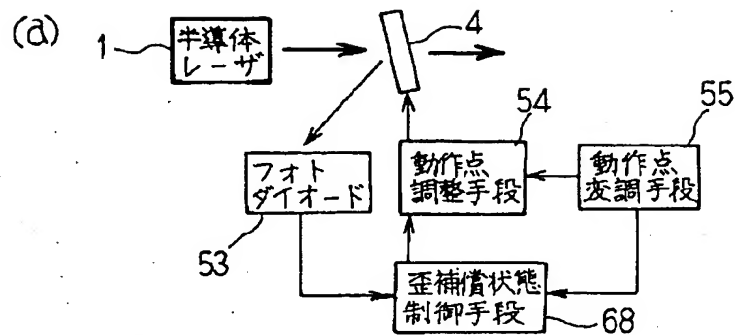 (a)
1
半導体
レーザ
4
54
55
フォト
ダイオード
53
動作点
調整手段
動作点
変調手段
歪補償状態
制御手段
68